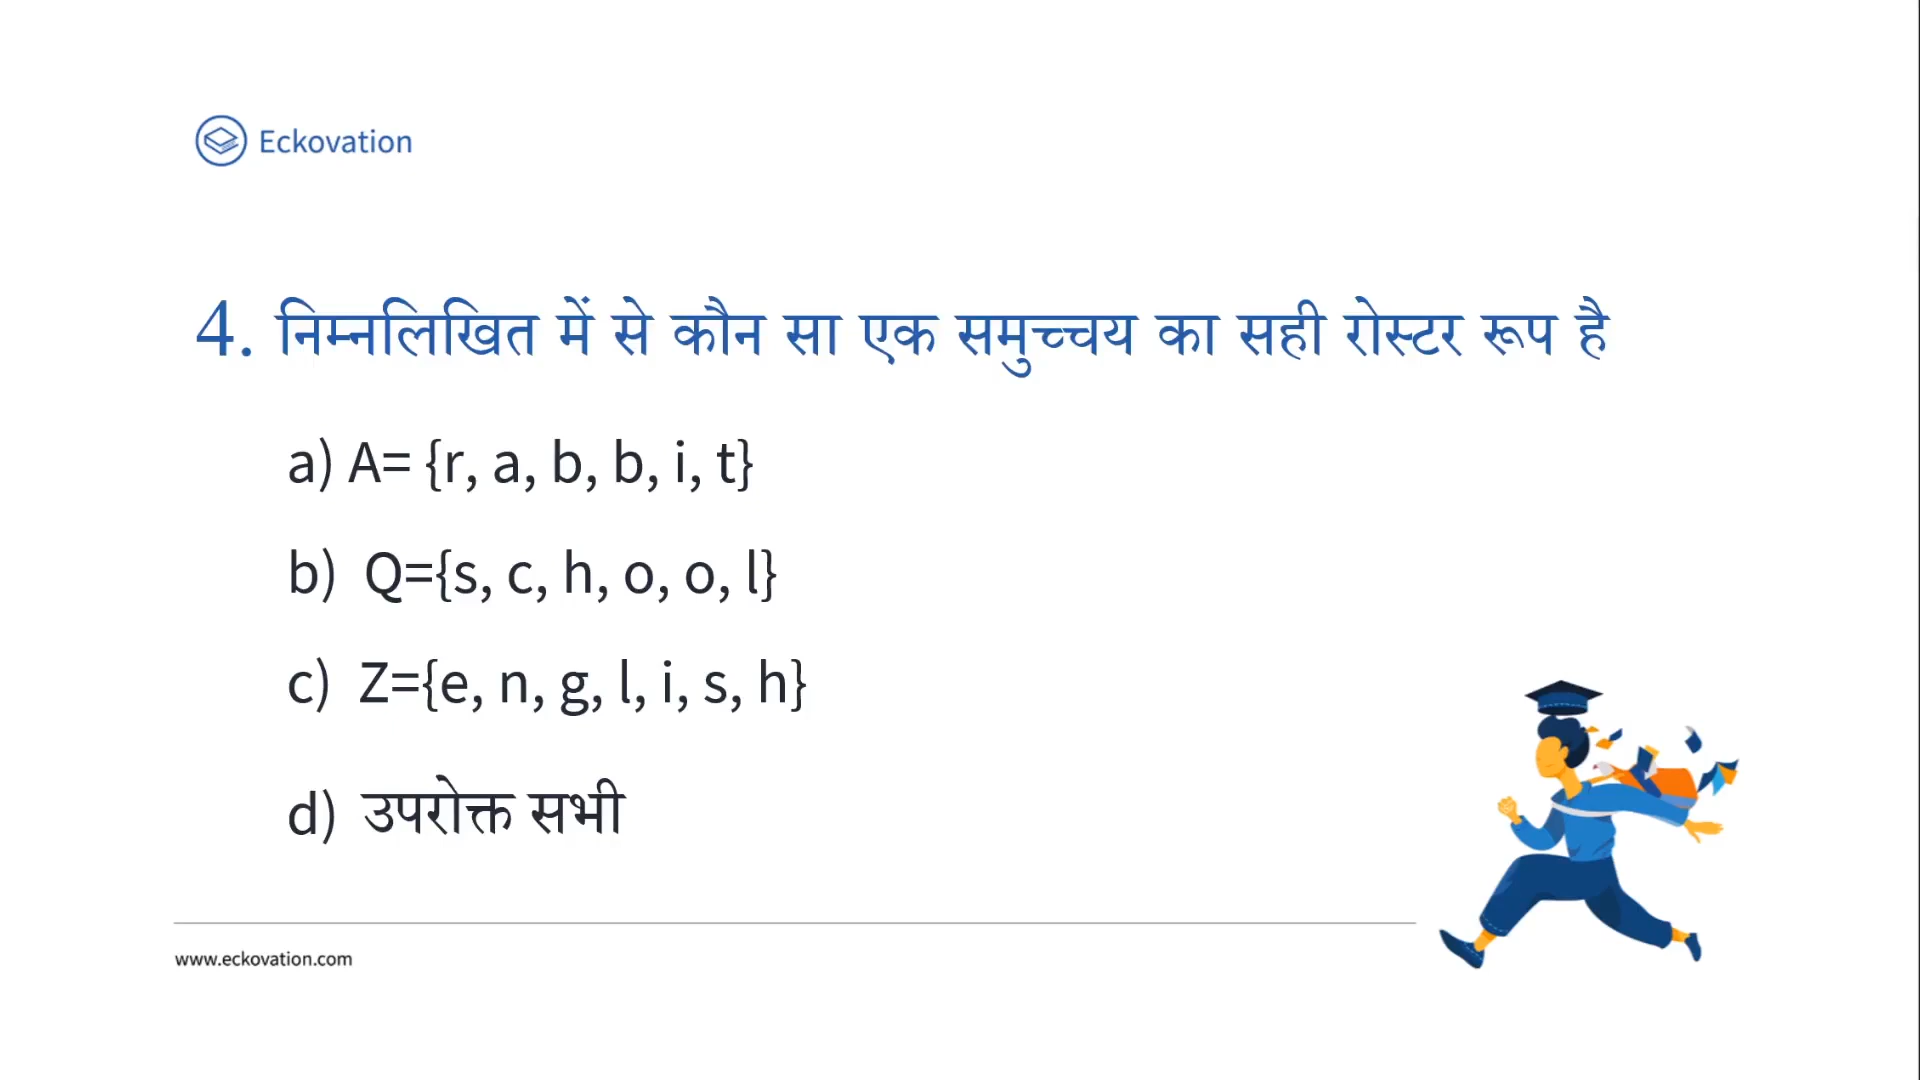 Eckovation
4. निम्नलिखित में से कौन सा एक समुच्चय का सही रोस्टर रूप है
a) A= {r, a, b, b, i, t}
b) Q={s, c, h, o, o, l}
c) Z={e, n, g, l, i, s, h}
d) उपरोक्त सभी
www.eckovation.com